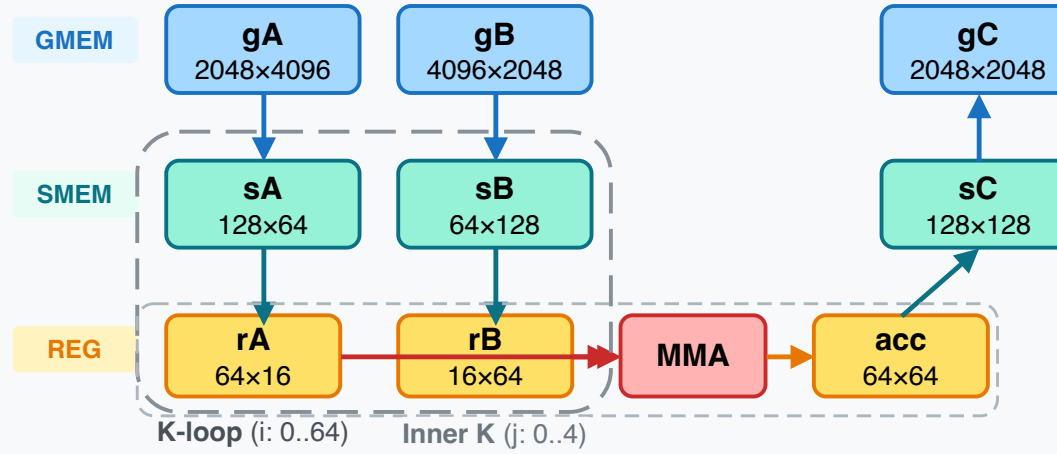 GMEM
gA
2048×4096
gB
4096×2048
gC
2048×2048
SMEM
sA
128×64
sB
64×128
sC
128×128
REG
rA
64×16
rB
16×64
MMA
acc
64×64
K-loop (i: 0..64)
Inner K (j: 0..4)